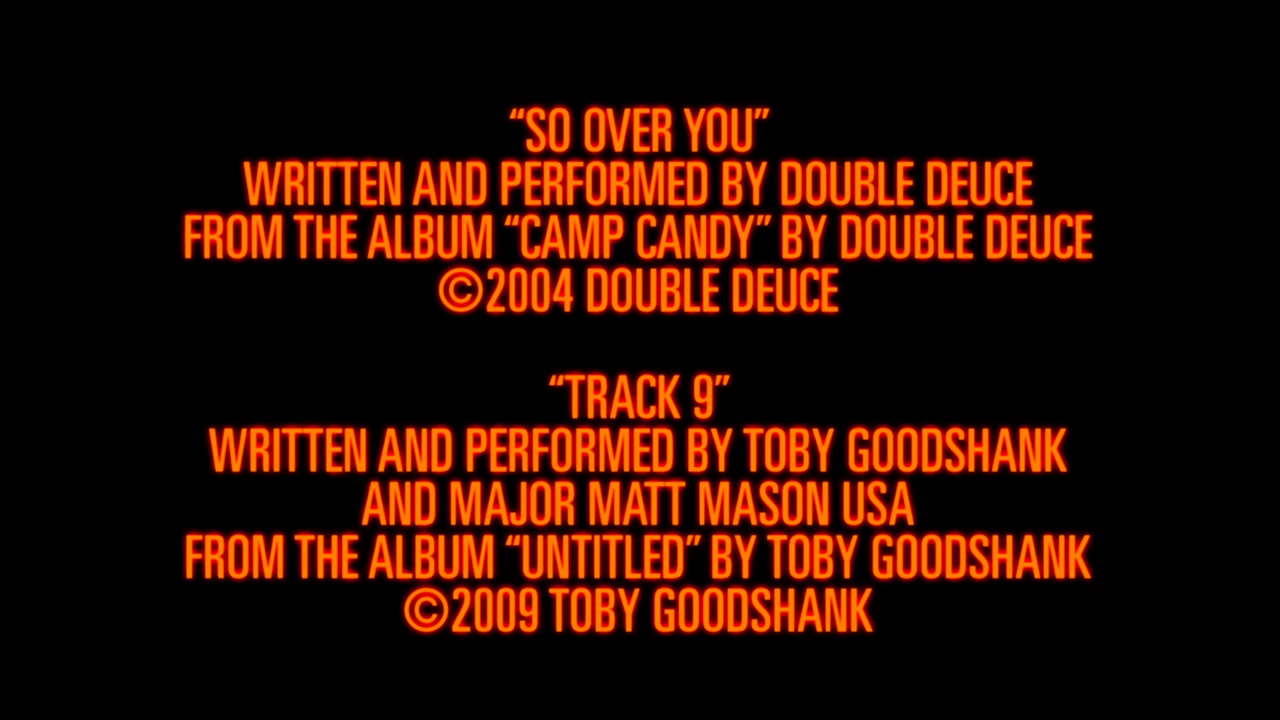 “SO OVER YOU”
WRITTEN AND PERFORMED BY DOUBLE DEUCE
FROM THE ALBUM “CAMP CANDY” BY DOUBLE DEUCE
©2004 DOUBLE DEUCE
“TRACK 9”
WRITTEN AND PERFORMED BY TOBY GOODSHANK
AND MAJOR MATT MASON USA
FROM THE ALBUM “UNTITLED” BY TOBY GOODSHANK
©2009 TOBY GOODSHANK